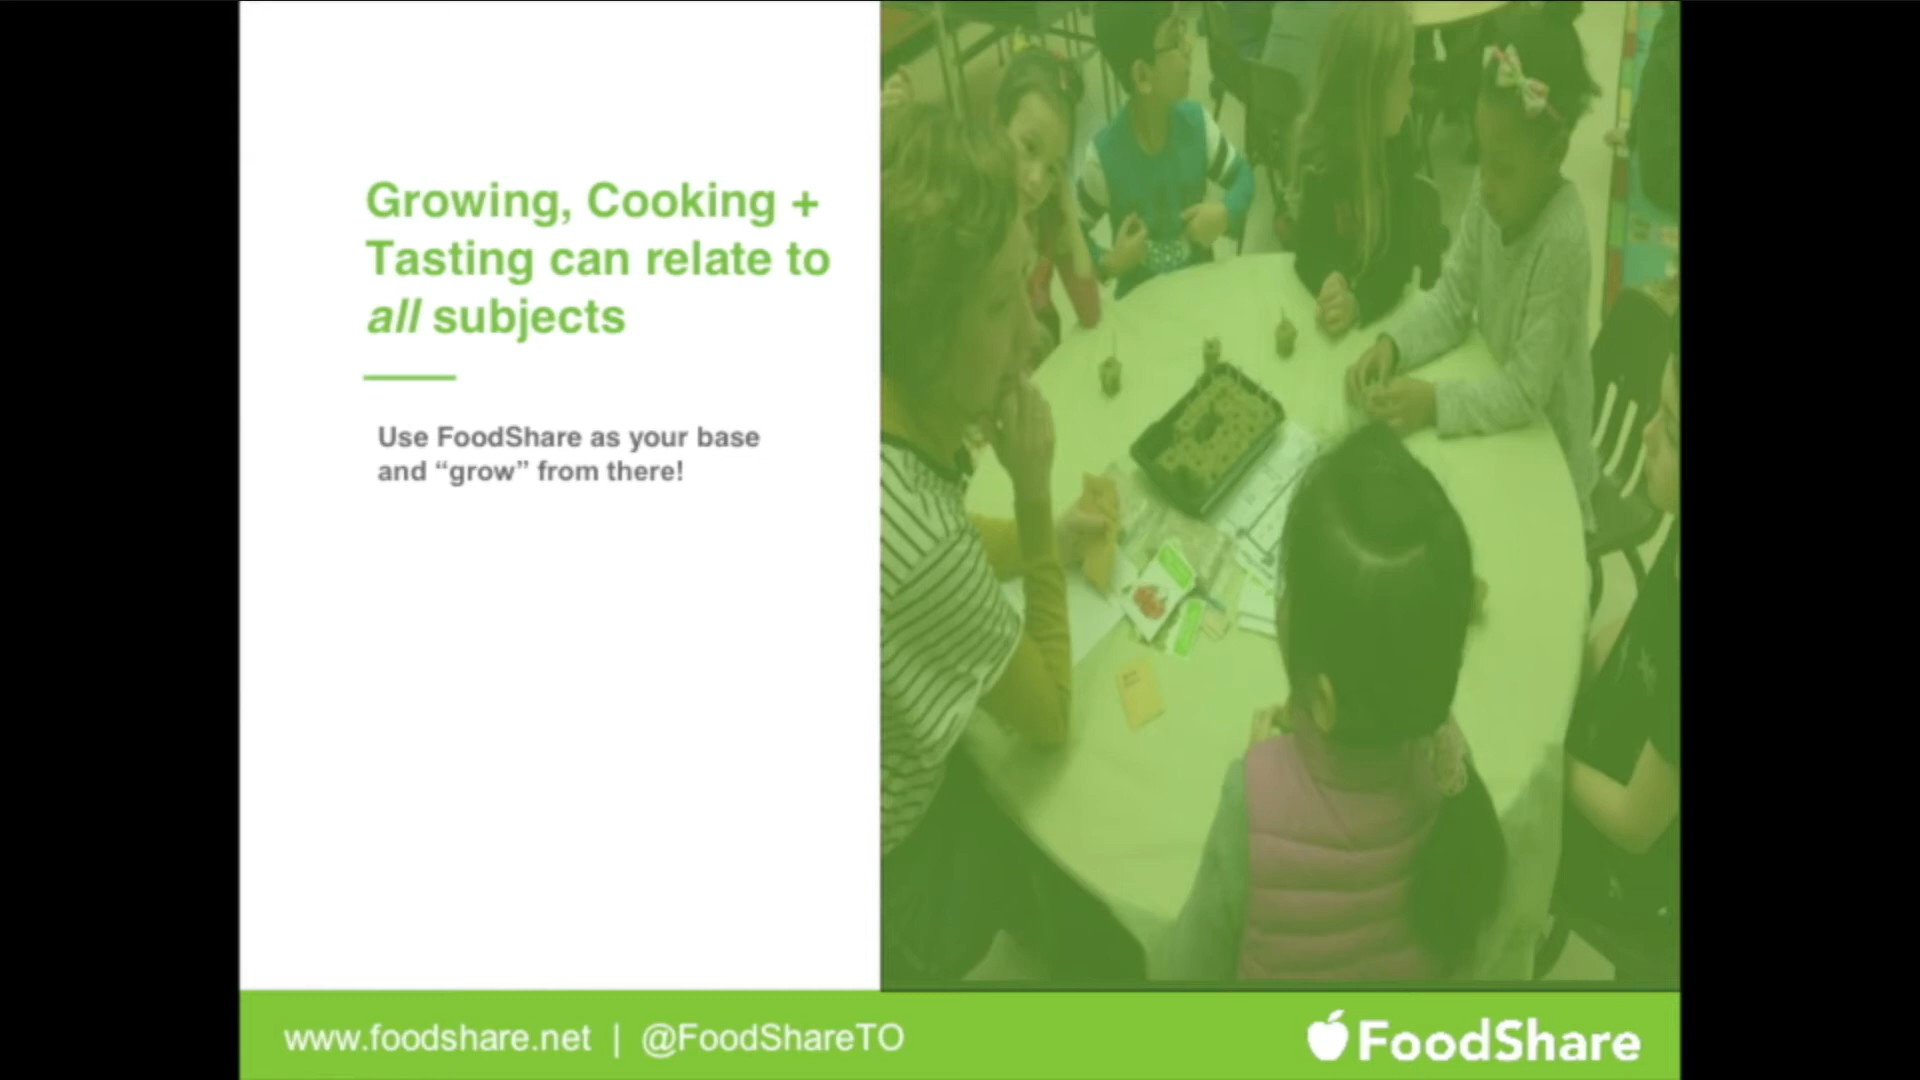 Growing, Cooking +
Tasting can relate to
all subjects
Use FoodShare as your base
and “grow” from there!
www.foodshare.net | @FoodShareTO
FoodShare